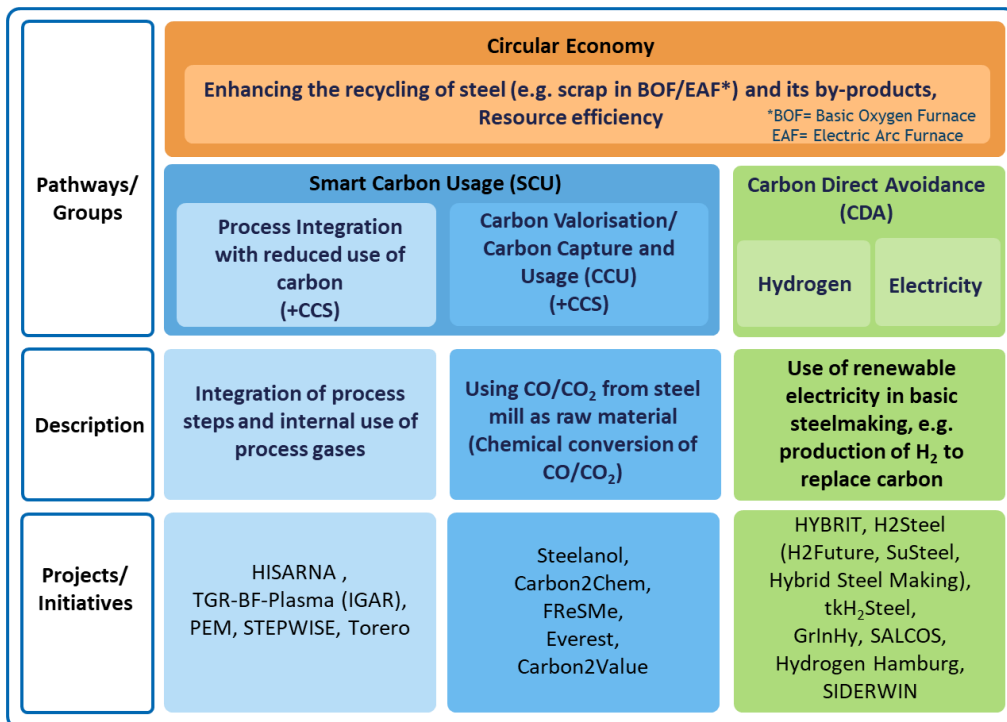 Circular Economy
Enhancing the recycling of steel (e.g. scrap in BOF/EAF*) and its by-products,
Resource efficiency
*BOF= Basic Oxygen Furnace
EAF= Electric Arc Furnace
Pathways/
Groups
Smart Carbon Usage (SCU)
Process Integration
with reduced use of
carbon
(+CCS)
Carbon Valorisation/
Carbon Capture and
Usage (CCU)
(+CCS)
Carbon Direct Avoidance
(CDA)
Hydrogen
Electricity
Description
Integration of process
steps and internal use of
process gases
Using CO/CO₂ from steel
mill as raw material
(Chemical conversion of
CO/CO₂)
Use of renewable
electricity in basic
steelmaking, e.g.
production of H₂ to
replace carbon
Projects/
Initiatives
HISARNA ,
TGR-BF-Plasma (IGAR),
PEM, STEPWISE, Torero
Steelanol,
Carbon2Chem,
FReSMe,
Everest,
Carbon2Value
HYBRIT, H2Steel
(H2Future, SuSteel,
Hybrid Steel Making),
tkH₂Steel,
GrInHy, SALCOS,
Hydrogen Hamburg,
SIDERWIN